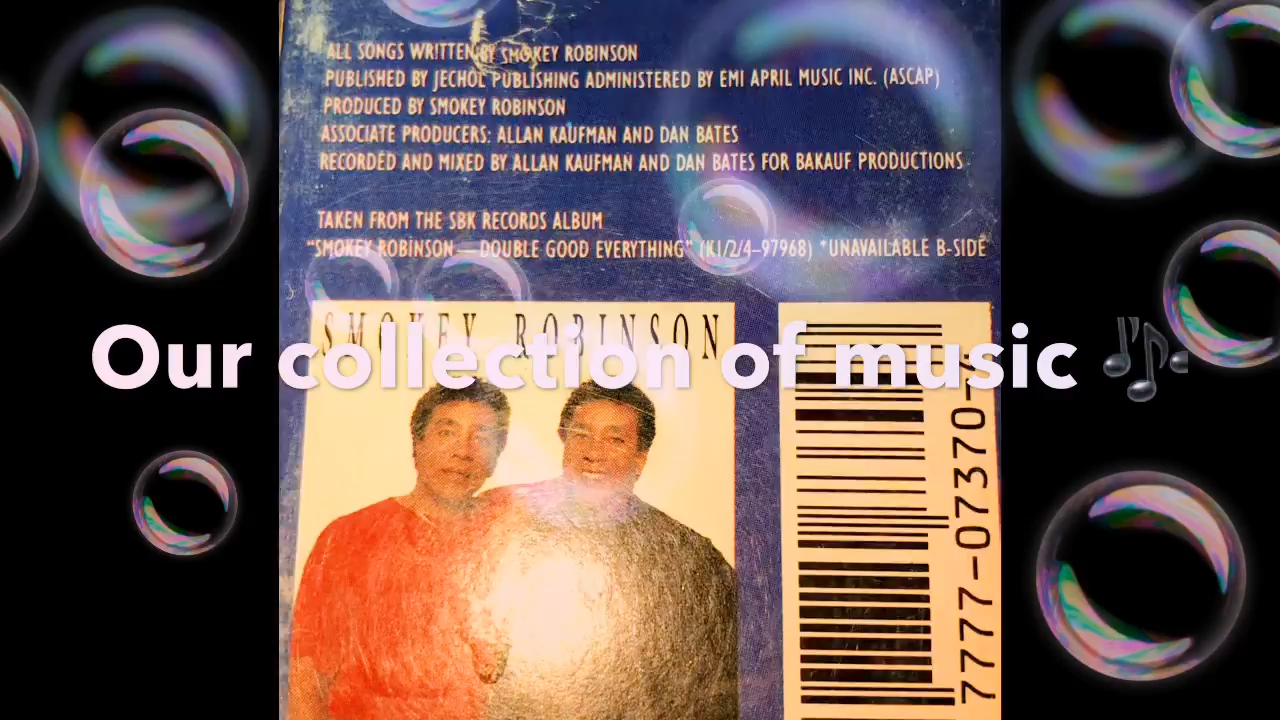 ALL SONGS WRITTEN BY SMOKEY ROBINSON
PUBLISHED BY JECHOL PUBLISHING ADMINISTERED BY EMI APRIL MUSIC INC. (ASCAP)
PRODUCED BY SMOKEY ROBINSON
ASSOCIATE PRODUCERS: ALLAN KAUFMAN AND DAN BATES
RECORDED AND MIXED BY ALLAN KAUFMAN AND DAN BATES FOR BAKAUF PRODUCTIONS
TAKEN FROM THE SBK RECORDS ALBUM
"SMOKEY ROBINSON—DOUBLE GOOD EVERYTHING" (K1/2/4–97968) *UNAVAILABLE B-SIDE
SMOKEY ROBINSON
Our collection of music 🎶
7777-07370-